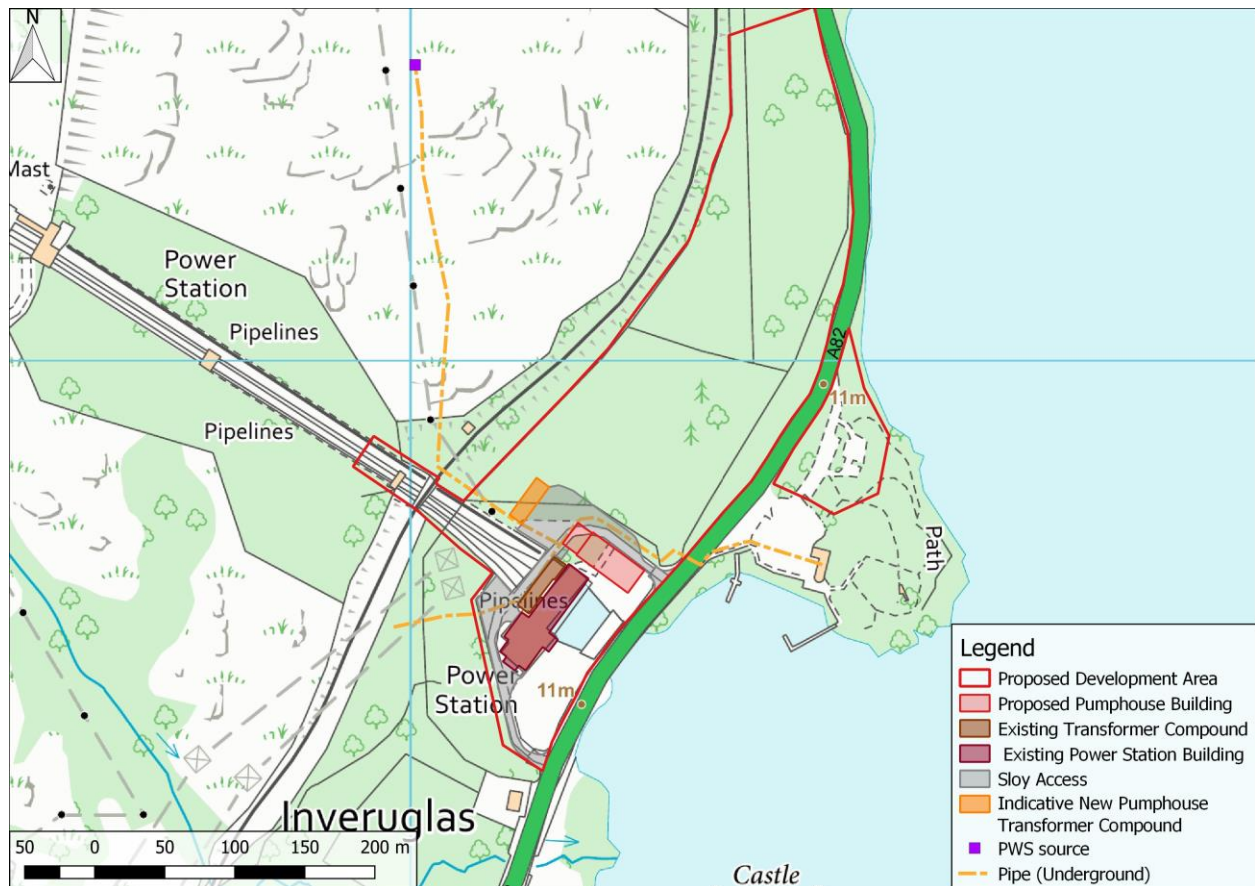 N
Mast
Power
Station
Pipelines
Pipelines
A82
11m
Path
Pipelines
Power
Station
11m
Inveruglas
Castle
50 0 50 100 150 200 m
Legend
Proposed Development Area
Proposed Pumphouse Building
Existing Transformer Compound
Existing Power Station Building
Sloy Access
Indicative New Pumphouse
Transformer Compound
PWS source
Pipe (Underground)